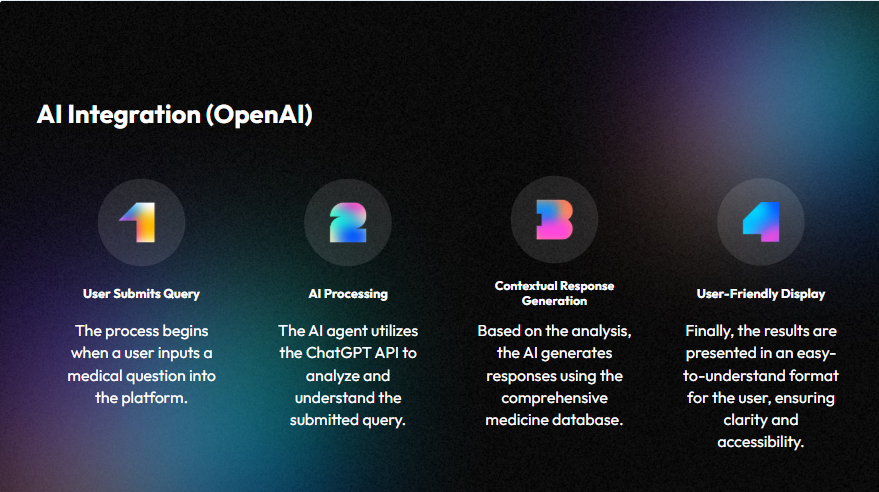 AI Integration (OpenAI)
1
User Submits Query
The process begins
when a user inputs a
medical question into
the platform.
2
AI Processing
The AI agent utilizes
the ChatGPT API to
analyze and
understand the
submitted query.
3
Contextual Response
Generation
Based on the analysis,
the AI generates
responses using the
comprehensive
medicine database.
4
User-Friendly Display
Finally, the results are
presented in an easy-
to-understand format
for the user, ensuring
clarity and
accessibility.